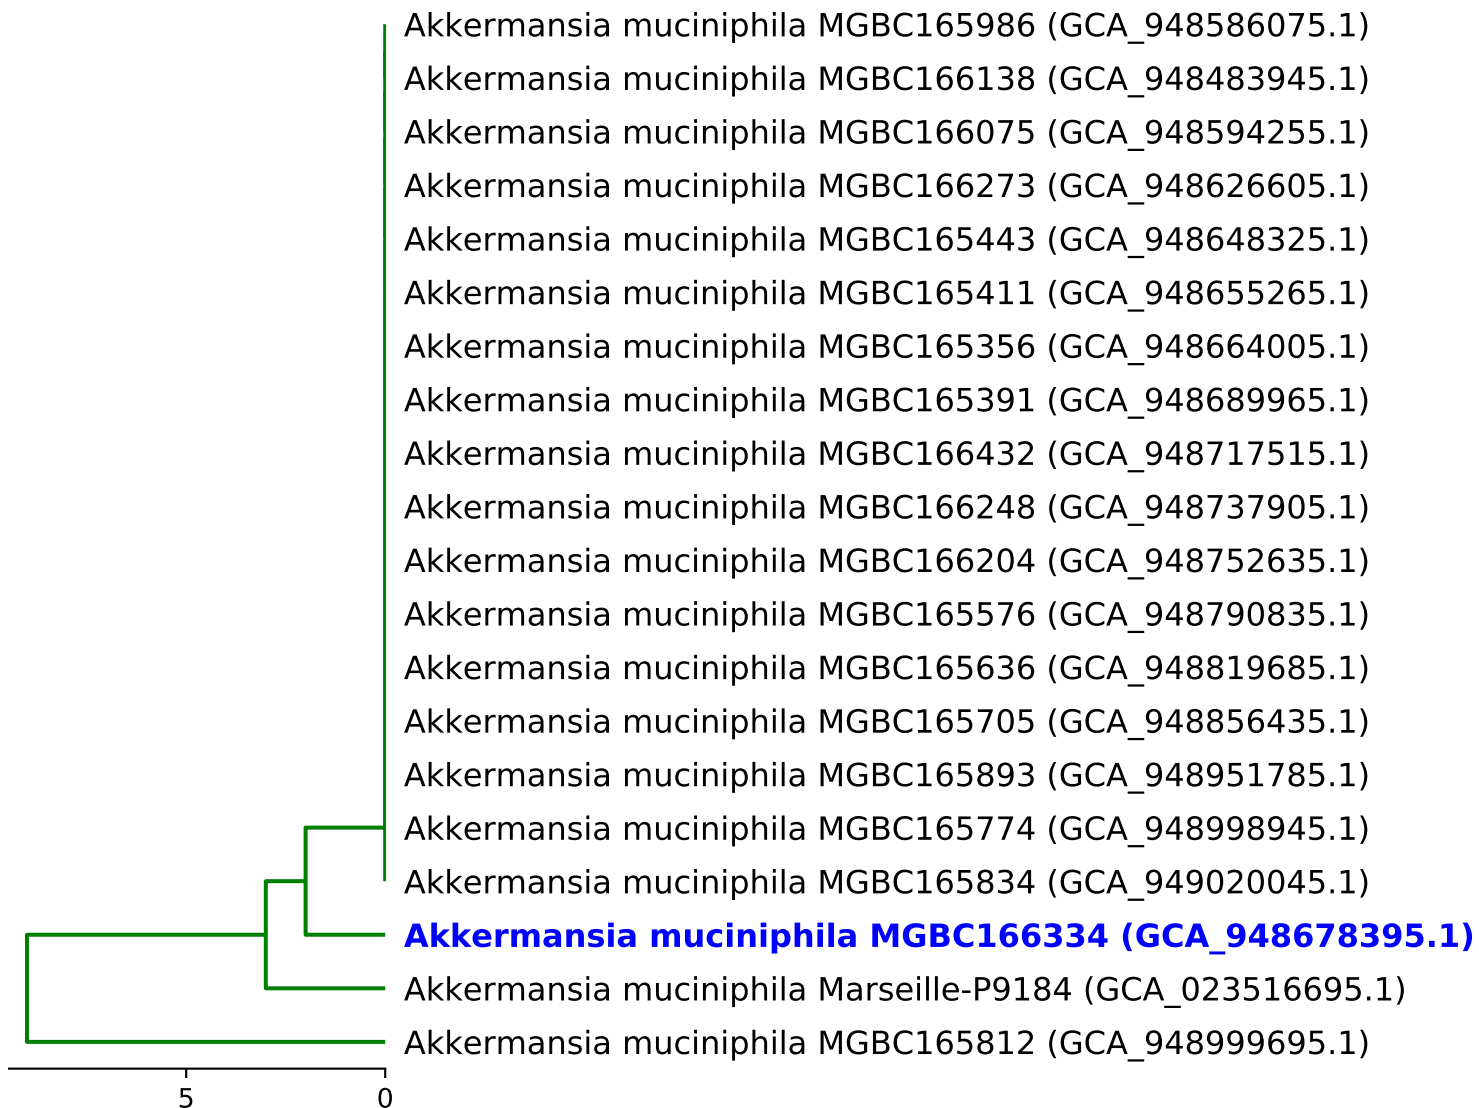 Akkermansia muciniphila MGBC165986 (GCA_948586075.1)
Akkermansia muciniphila MGBC166138 (GCA_948483945.1)
Akkermansia muciniphila MGBC166075 (GCA_948594255.1)
Akkermansia muciniphila MGBC166273 (GCA_948626605.1)
Akkermansia muciniphila MGBC165443 (GCA_948648325.1)
Akkermansia muciniphila MGBC165411 (GCA_948655265.1)
Akkermansia muciniphila MGBC165356 (GCA_948664005.1)
Akkermansia muciniphila MGBC165391 (GCA_948689965.1)
Akkermansia muciniphila MGBC166432 (GCA_948717515.1)
Akkermansia muciniphila MGBC166248 (GCA_948737905.1)
Akkermansia muciniphila MGBC166204 (GCA_948752635.1)
Akkermansia muciniphila MGBC165576 (GCA_948790835.1)
Akkermansia muciniphila MGBC165636 (GCA_948819685.1)
Akkermansia muciniphila MGBC165705 (GCA_948856435.1)
Akkermansia muciniphila MGBC165893 (GCA_948951785.1)
Akkermansia muciniphila MGBC165774 (GCA_948998945.1)
Akkermansia muciniphila MGBC165834 (GCA_949020045.1)
Akkermansia muciniphila MGBC166334 (GCA_948678395.1)
Akkermansia muciniphila Marseille-P9184 (GCA_023516695.1)
Akkermansia muciniphila MGBC165812 (GCA_948999695.1)
5 0